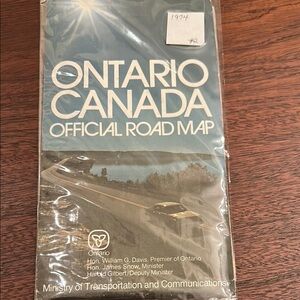 1974
ONTARIO
CANADA
OFFICIAL ROAD MAP
Ontario
Hon. William G. Davis, Premier of Ontario
Hon. James Snow, Minister
Harold Gilbert, Deputy Minister
Ministry of Transportation and Communications